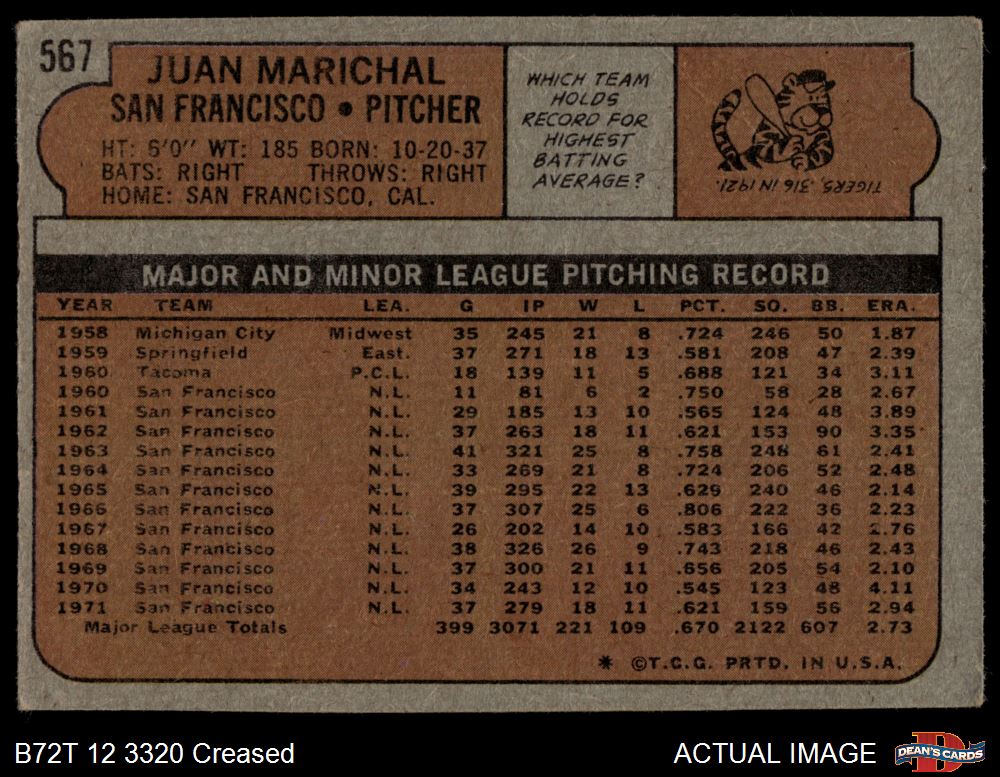 567
JUAN MARICHAL
SAN FRANCISCO • PITCHER
HT: 6'0" WT: 185 BORN: 10-20-37
BATS: RIGHT THROWS: RIGHT
HOME: SAN FRANCISCO, CAL.
WHICH TEAM
HOLDS
RECORD FOR
HIGHEST
BATTING
AVERAGE?
TIGERS, .316 IN 1921.
MAJOR AND MINOR LEAGUE PITCHING RECORD
YEAR TEAM LEA. G IP W L PCT. SO. BB. ERA.
1958 Michigan City Midwest 35 245 21 8 .724 246 50 1.87
1959 Springfield East. 37 271 18 13 .581 208 47 2.39
1960 Tacoma P.C.L. 18 139 11 5 .688 121 34 3.11
1960 San Francisco N.L. 11 81 6 2 .750 58 28 2.67
1961 San Francisco N.L. 29 185 13 10 .565 124 48 3.89
1962 San Francisco N.L. 37 263 18 11 .621 153 90 3.35
1963 San Francisco N.L. 41 321 25 8 .758 248 61 2.41
1964 San Francisco N.L. 33 269 21 8 .724 206 52 2.48
1965 San Francisco N.L. 39 295 22 13 .629 240 46 2.14
1966 San Francisco N.L. 37 307 25 6 .806 222 36 2.23
1967 San Francisco N.L. 26 202 14 10 .583 166 42 2.76
1968 San Francisco N.L. 38 326 26 9 .743 218 46 2.43
1969 San Francisco N.L. 37 300 21 11 .656 205 54 2.10
1970 San Francisco N.L. 34 243 12 10 .545 123 48 4.11
1971 San Francisco N.L. 37 279 18 11 .621 159 56 2.94
Major League Totals 399 3071 221 109 .670 2122 607 2.73
* ©T.C.G. PRTD. IN U.S.A.
B72T 12 3320 Creased
ACTUAL IMAGE
DEAN'S CARDS